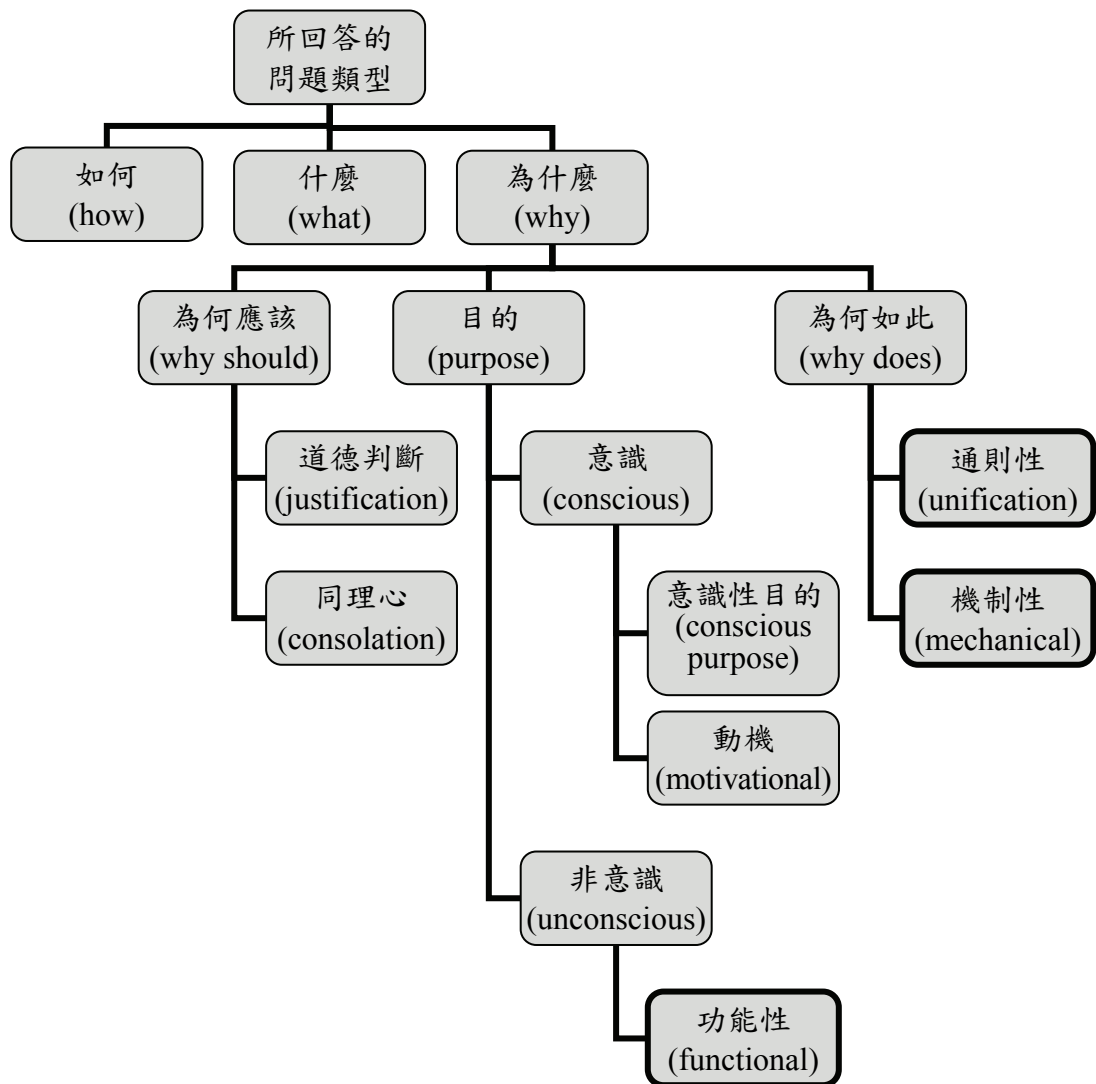 所回答的
問題類型
如何
(how)
什麼
(what)
為什麼
(why)
為何應該
(why should)
目的
(purpose)
為何如此
(why does)
道德判斷
(justification)
意識
(conscious)
通則性
(unification)
同理心
(consolation)
意識性目的
(conscious
purpose)
機制性
(mechanical)
動機
(motivational)
非意識
(unconscious)
功能性
(functional)